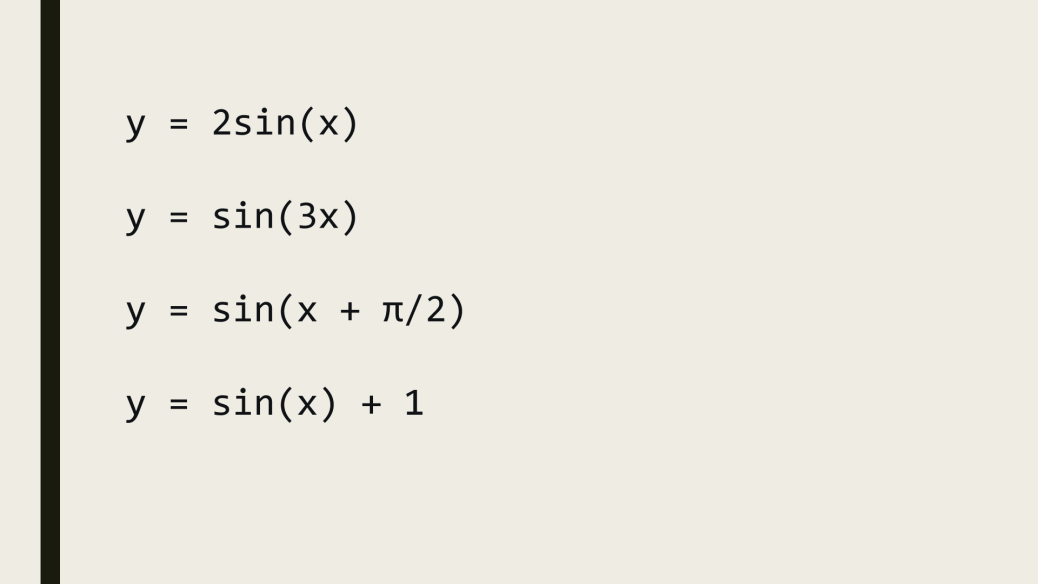 y = 2sin(x)
y = sin(3x)
y = sin(x + π/2)
y = sin(x) + 1